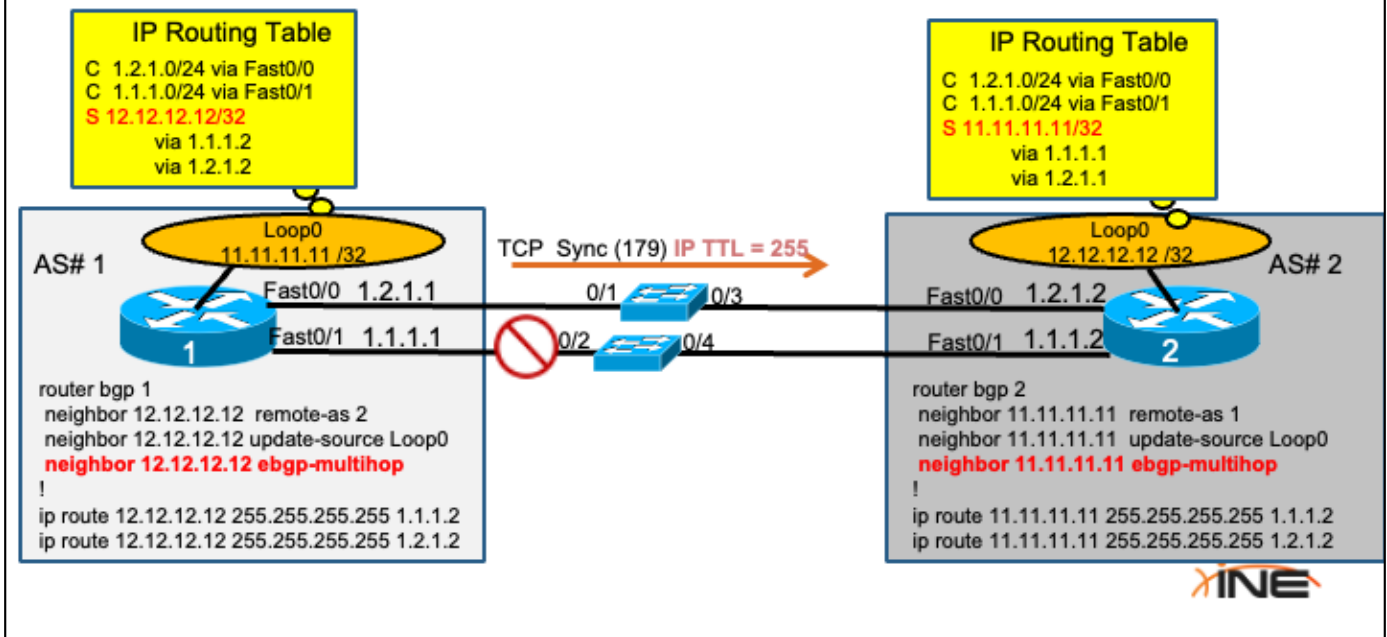 IP Routing Table
C 1.2.1.0/24 via Fast0/0
C 1.1.1.0/24 via Fast0/1
S 12.12.12.12/32
via 1.1.1.2
via 1.2.1.2
IP Routing Table
C 1.2.1.0/24 via Fast0/0
C 1.1.1.0/24 via Fast0/1
S 11.11.11.11/32
via 1.1.1.1
via 1.2.1.1
AS# 1
Loop0
11.11.11.11 /32
TCP Sync (179) IP TTL = 255
Loop0
12.12.12.12 /32
AS# 2
Fast0/0 1.2.1.1
0/1
0/3
Fast0/0 1.2.1.2
Fast0/1 1.1.1.1
0/2
0/4
Fast0/1 1.1.1.2
1
2
router bgp 1
neighbor 12.12.12.12 remote-as 2
neighbor 12.12.12.12 update-source Loop0
neighbor 12.12.12.12 ebgp-multihop
!
ip route 12.12.12.12 255.255.255.255 1.1.1.2
ip route 12.12.12.12 255.255.255.255 1.2.1.2
router bgp 2
neighbor 11.11.11.11 remote-as 1
neighbor 11.11.11.11 update-source Loop0
neighbor 11.11.11.11 ebgp-multihop
!
ip route 11.11.11.11 255.255.255.255 1.1.1.2
ip route 11.11.11.11 255.255.255.255 1.2.1.2
INE